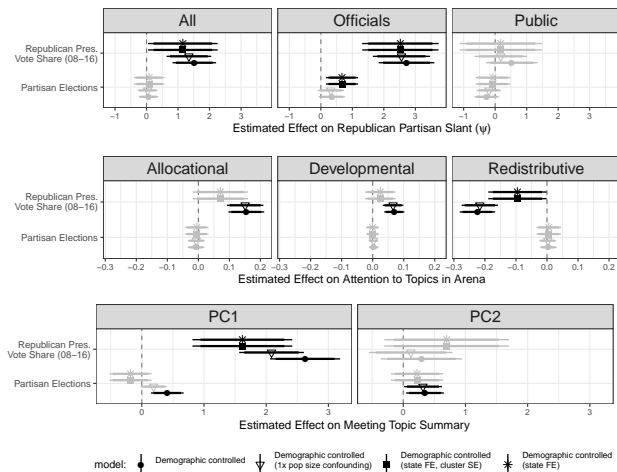 All Officials Public
Republican Pres.
Vote Share (08–16)
Partisan Elections
−1 0 1 2 3 −1 0 1 2 3 −1 0 1 2 3
Estimated Effect on Republican Partisan Slant (ψ)
Allocational Developmental Redistributive
Republican Pres.
Vote Share (08–16)
Partisan Elections
−0.3 −0.2 −0.1 0.0 0.1 0.2 −0.3 −0.2 −0.1 0.0 0.1 0.2 −0.3 −0.2 −0.1 0.0 0.1 0.2
Estimated Effect on Attention to Topics in Arena
PC1 PC2
Republican Pres.
Vote Share (08–16)
Partisan Elections
0 1 2 3 0 1 2 3
Estimated Effect on Meeting Topic Summary
model: Demographic controlled Demographic controlled (1x pop size confounding) Demographic controlled (state FE, cluster SE) Demographic controlled (state FE)